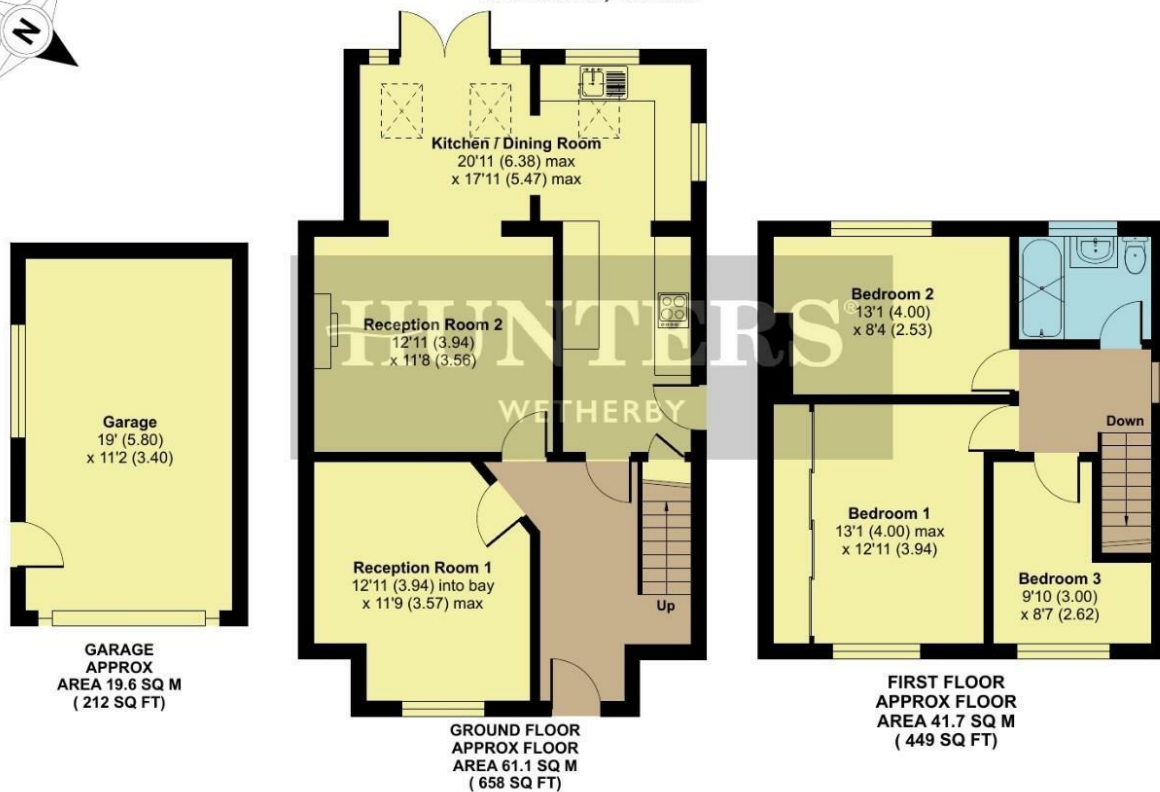 N
Kitchen / Dining Room
20'11 (6.38) max
x 17'11 (5.47) max
Reception Room 2
12'11 (3.94)
x 11'8 (3.56)
HUNTERS®
WETHERBY
Reception Room 1
12'11 (3.94) into bay
x 11'9 (3.57) max
Up
Garage
19' (5.80)
x 11'2 (3.40)
GARAGE
APPROX
AREA 19.6 SQ M
( 212 SQ FT)
GROUND FLOOR
APPROX FLOOR
AREA 61.1 SQ M
( 658 SQ FT)
Bedroom 2
13'1 (4.00)
x 8'4 (2.53)
Down
Bedroom 1
13'1 (4.00) max
x 12'11 (3.94)
Bedroom 3
9'10 (3.00)
x 8'7 (2.62)
FIRST FLOOR
APPROX FLOOR
AREA 41.7 SQ M
( 449 SQ FT)